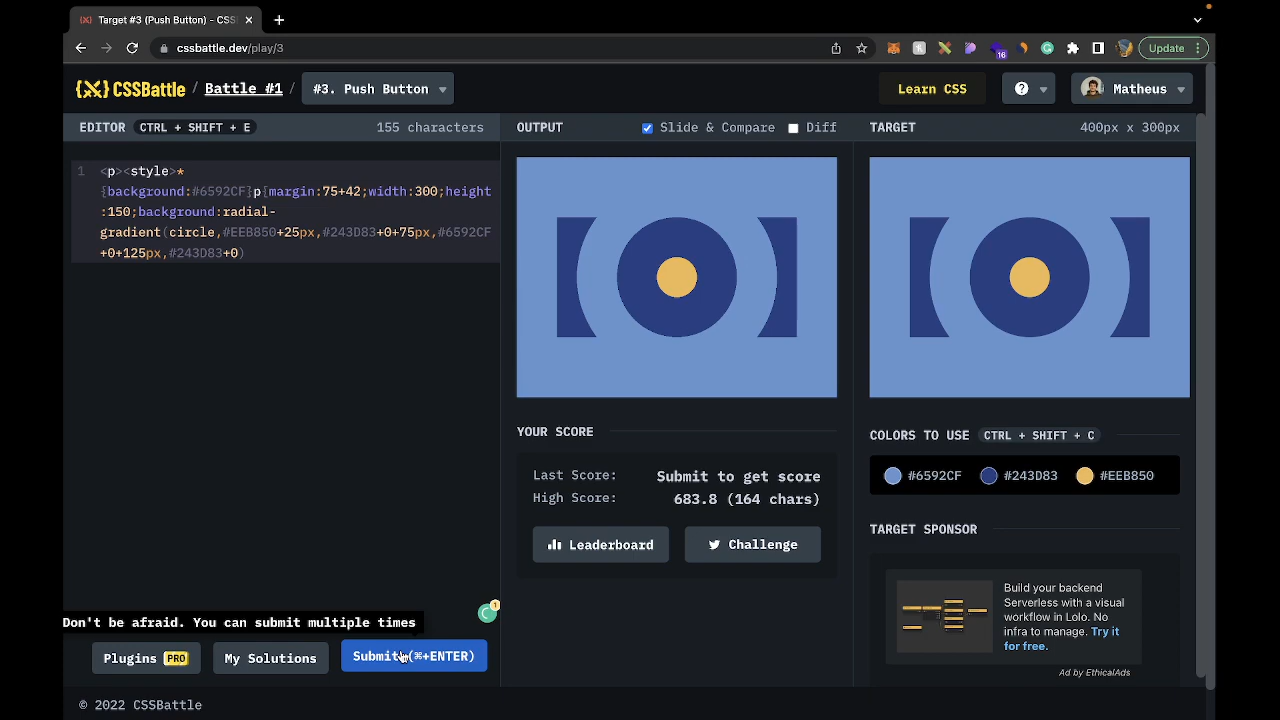 Target #3 (Push Button) - CSS
cssbattle.dev/play/3
16
Update
CSSBattle / Battle #1 / #3. Push Button
Learn CSS
?
Matheus
EDITOR CTRL + SHIFT + E 155 characters
OUTPUT Slide & Compare Diff
TARGET 400px x 300px
1 <p><style>*
{background:#6592CF}p{margin:75+42;width:300;height
:150;background:radial-
gradient(circle,#EEB850+25px,#243D83+0+75px,#6592CF
+0+125px,#243D83+0)
YOUR SCORE
Last Score: Submit to get score
High Score: 683.8 (164 chars)
Leaderboard Challenge
COLORS TO USE CTRL + SHIFT + C
#6592CF #243D83 #EEB850
TARGET SPONSOR
Build your backend
Serverless with a visual
workflow in Lolo. No
infra to manage. Try it
for free.
Ad by EthicalAds
1
Don't be afraid. You can submit multiple times
Plugins PRO My Solutions Submit (⌘+ENTER)
© 2022 CSSBattle